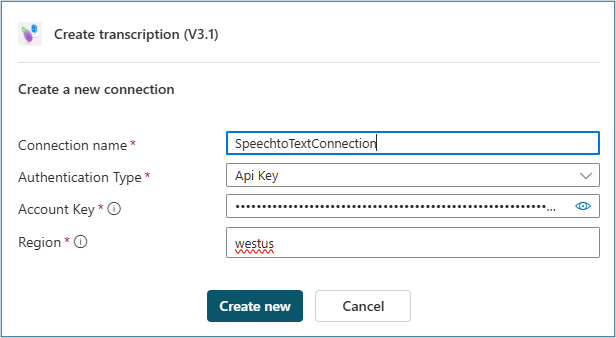 Create transcription (V3.1)
Create a new connection
Connection name *
SpeechtoTextConnection
Authentication Type *
Api Key
Account Key *
••••••••••••••••••••••••••••••••••••••••••••••••••••••••••••...
Region *
westus
Create new
Cancel